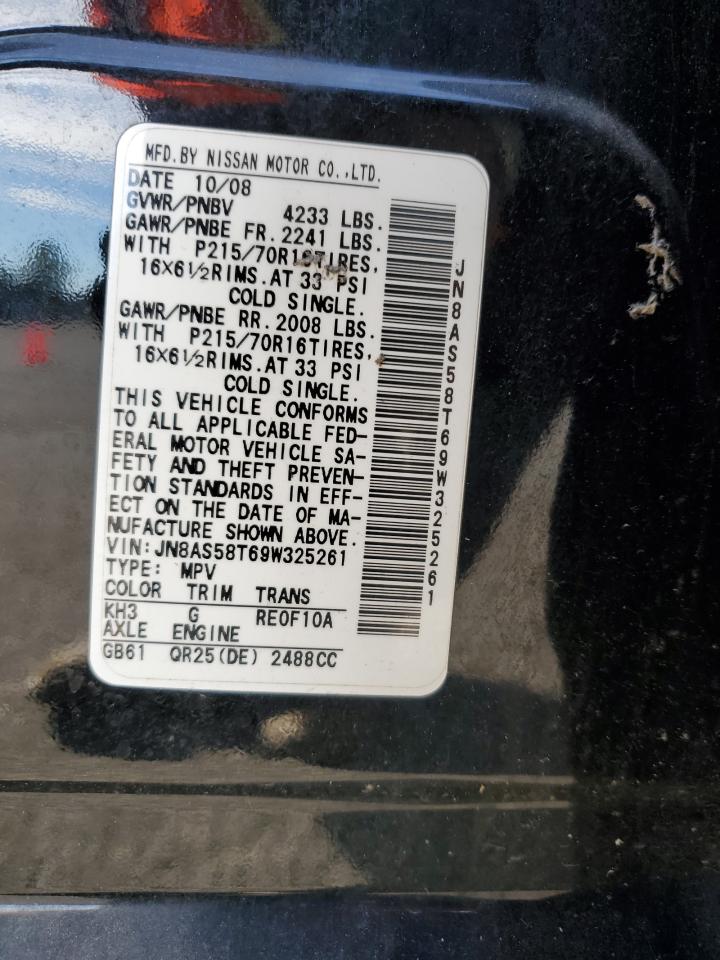 MFD.BY NISSAN MOTOR CO.,LTD.
DATE 10/08
GVWR/PNBV 4233 LBS.
GAWR/PNBE FR. 2241 LBS.
WITH P215/70R16TIRES,
16X6½RIMS.AT 33 PSI
COLD SINGLE.
GAWR/PNBE RR. 2008 LBS.
WITH P215/70R16TIRES,
16X6½RIMS.AT 33 PSI
COLD SINGLE.
THIS VEHICLE CONFORMS
TO ALL APPLICABLE FED-
ERAL MOTOR VEHICLE SA-
FETY AND THEFT PREVEN-
TION STANDARDS IN EFF-
ECT ON THE DATE OF MA-
NUFACTURE SHOWN ABOVE.
VIN:JN8AS58T69W325261
TYPE: MPV
COLOR TRIM TRANS
KH3 G RE0F10A
AXLE ENGINE
GB61 QR25(DE) 2488CC
JN8AS58T69W325261